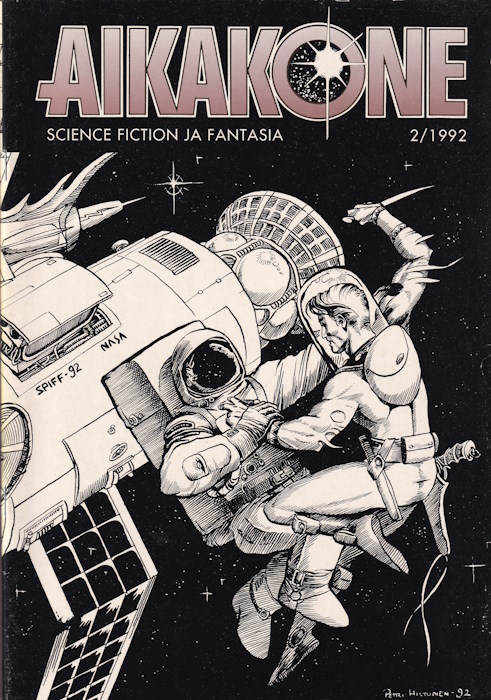 AIKAKONE
SCIENCE FICTION JA FANTASIA
2/1992
NASA
SPIFF-92
PETRI HILTUNEN-92